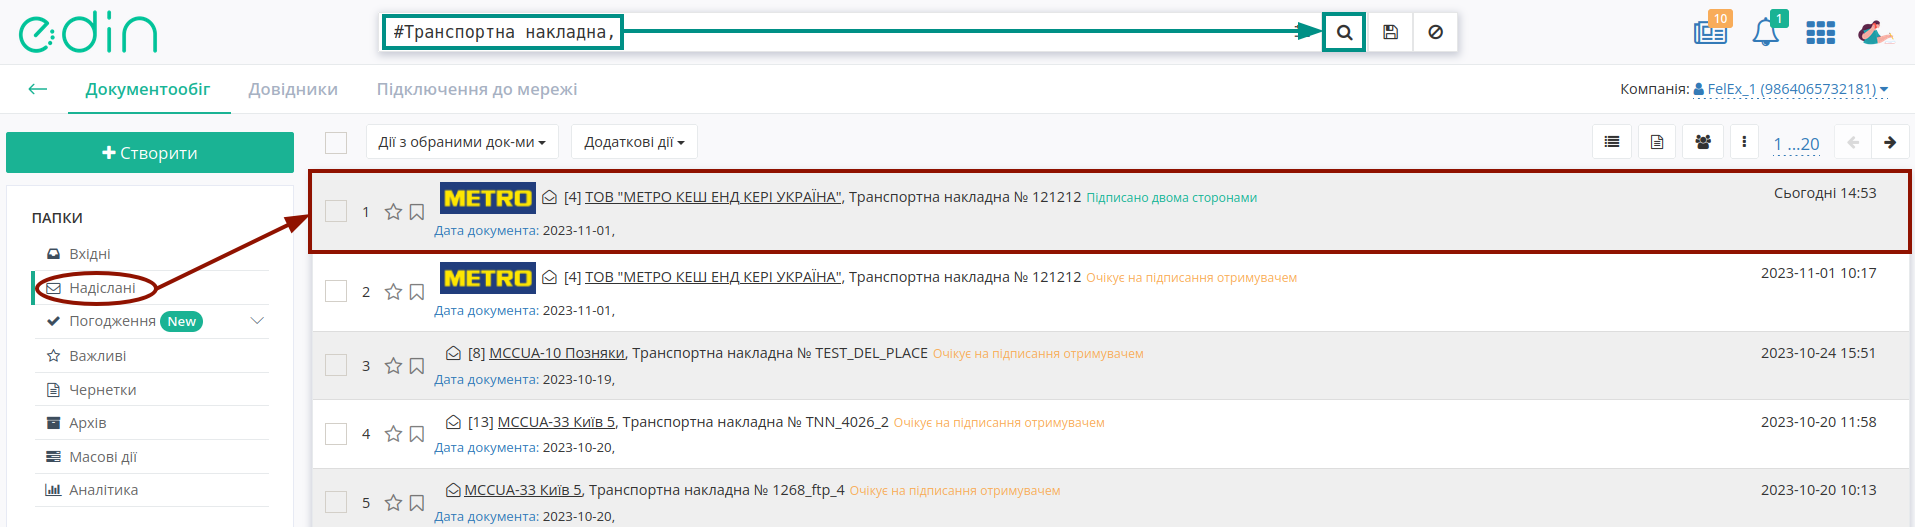 edin
#Транспортна накладна,
10
1
Документообіг
Довідники
Підключення до мережі
Компанія: FelEx_1 (9864065732181)
Створити
Дії з обраними док-ми
Додаткові дії
1 ...20
ПАПКИ
Вхідні
Надіслані
Погодження New
Важливі
Чернетки
Архів
Масові дії
Аналітика
1 METRO [4] ТОВ "МЕТРО КЕШ ЕНД КЕРІ УКРАЇНА", Транспортна накладна № 121212 Підписано двома сторонами Сьогодні 14:53
Дата документа: 2023-11-01,
2 METRO [4] ТОВ "МЕТРО КЕШ ЕНД КЕРІ УКРАЇНА", Транспортна накладна № 121212 Очікує на підписання отримувачем 2023-11-01 10:17
Дата документа: 2023-11-01,
3 [8] МССUA-10 Позняки, Транспортна накладна № TEST_DEL_PLACE Очікує на підписання отримувачем 2023-10-24 15:51
Дата документа: 2023-10-19,
4 [13] МССUA-33 Київ 5, Транспортна накладна № TNN_4026_2 Очікує на підписання отримувачем 2023-10-20 11:58
Дата документа: 2023-10-20,
5 МССUA-33 Київ 5, Транспортна накладна № 1268_ftp_4 Очікує на підписання отримувачем 2023-10-20 10:13
Дата документа: 2023-10-20,